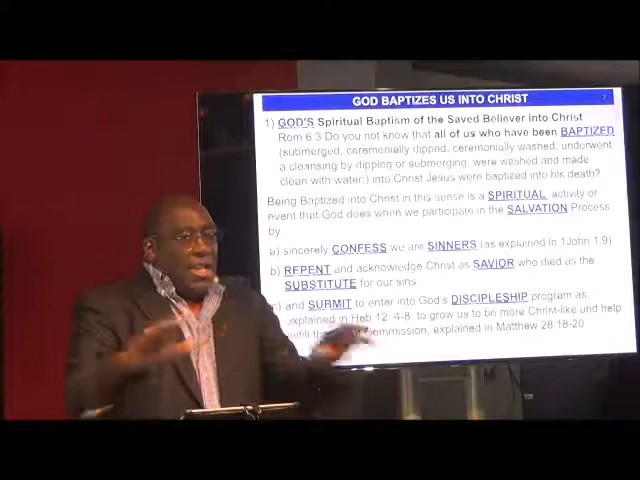 GOD BAPTIZES US INTO CHRIST
7
1) GOD'S Spiritual Baptism of the Saved Believer into Christ
Rom 6:3 Do you not know that all of us who have been BAPTIZED
(submerged, ceremonially dipped, ceremonially washed, underwent
a cleansing by dipping or submerging, were washed and made
clean with water;) into Christ Jesus were baptized into his death?
Being Baptized into Christ in this sense is a SPIRITUAL activity or
event that God does when we participate in the SALVATION Process
by
a) sincerely CONFESS we are SINNERS (as explained in 1John 1:9)
b) REPENT and acknowledge Christ as SAVIOR who died as the
SUBSTITUTE for our sins
and SUBMIT to enter into God's DISCIPLESHIP program as
explained in Heb 12:4-8 to grow us to be more Christ-like and help
Commission, explained in Matthew 28:18-20